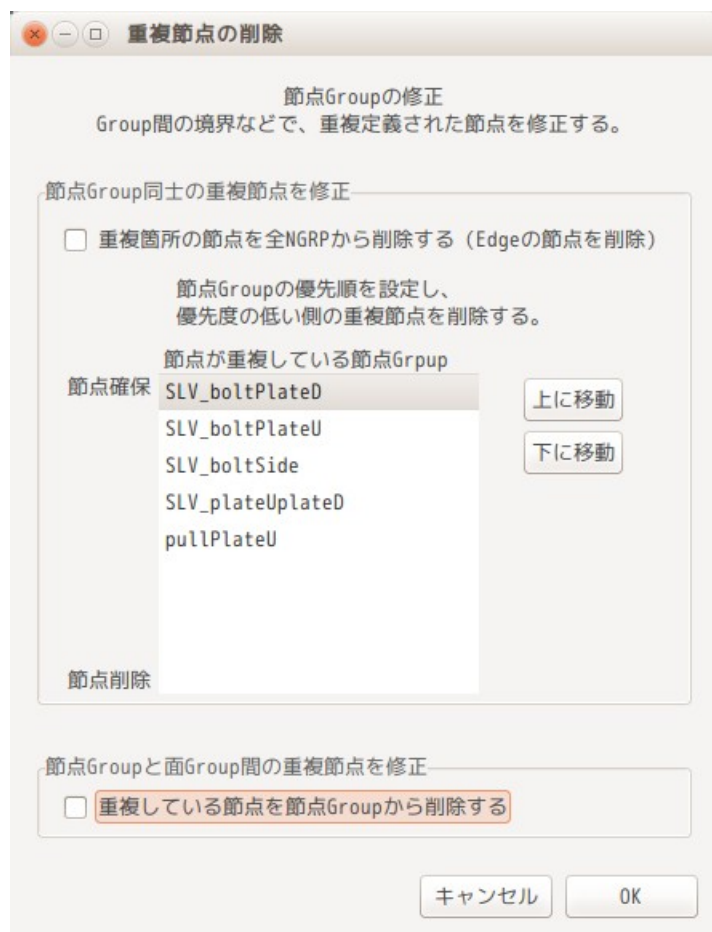 重複節点の削除
節点Groupの修正
Group間の境界などで、重複定義された節点を修正する。
節点Group同士の重複節点を修正
重複箇所の節点を全NGRPから削除する (Edgeの節点を削除)
節点Groupの優先順を設定し、
優先度の低い側の重複節点を削除する。
節点が重複している節点Grpup
節点確保
SLV_boltPlateD
SLV_boltPlateU
SLV_boltSide
SLV_plateUplateD
pullPlateU
上に移動
下に移動
節点削除
節点Groupと面Group間の重複節点を修正
重複している節点を節点Groupから削除する
キャンセル
OK